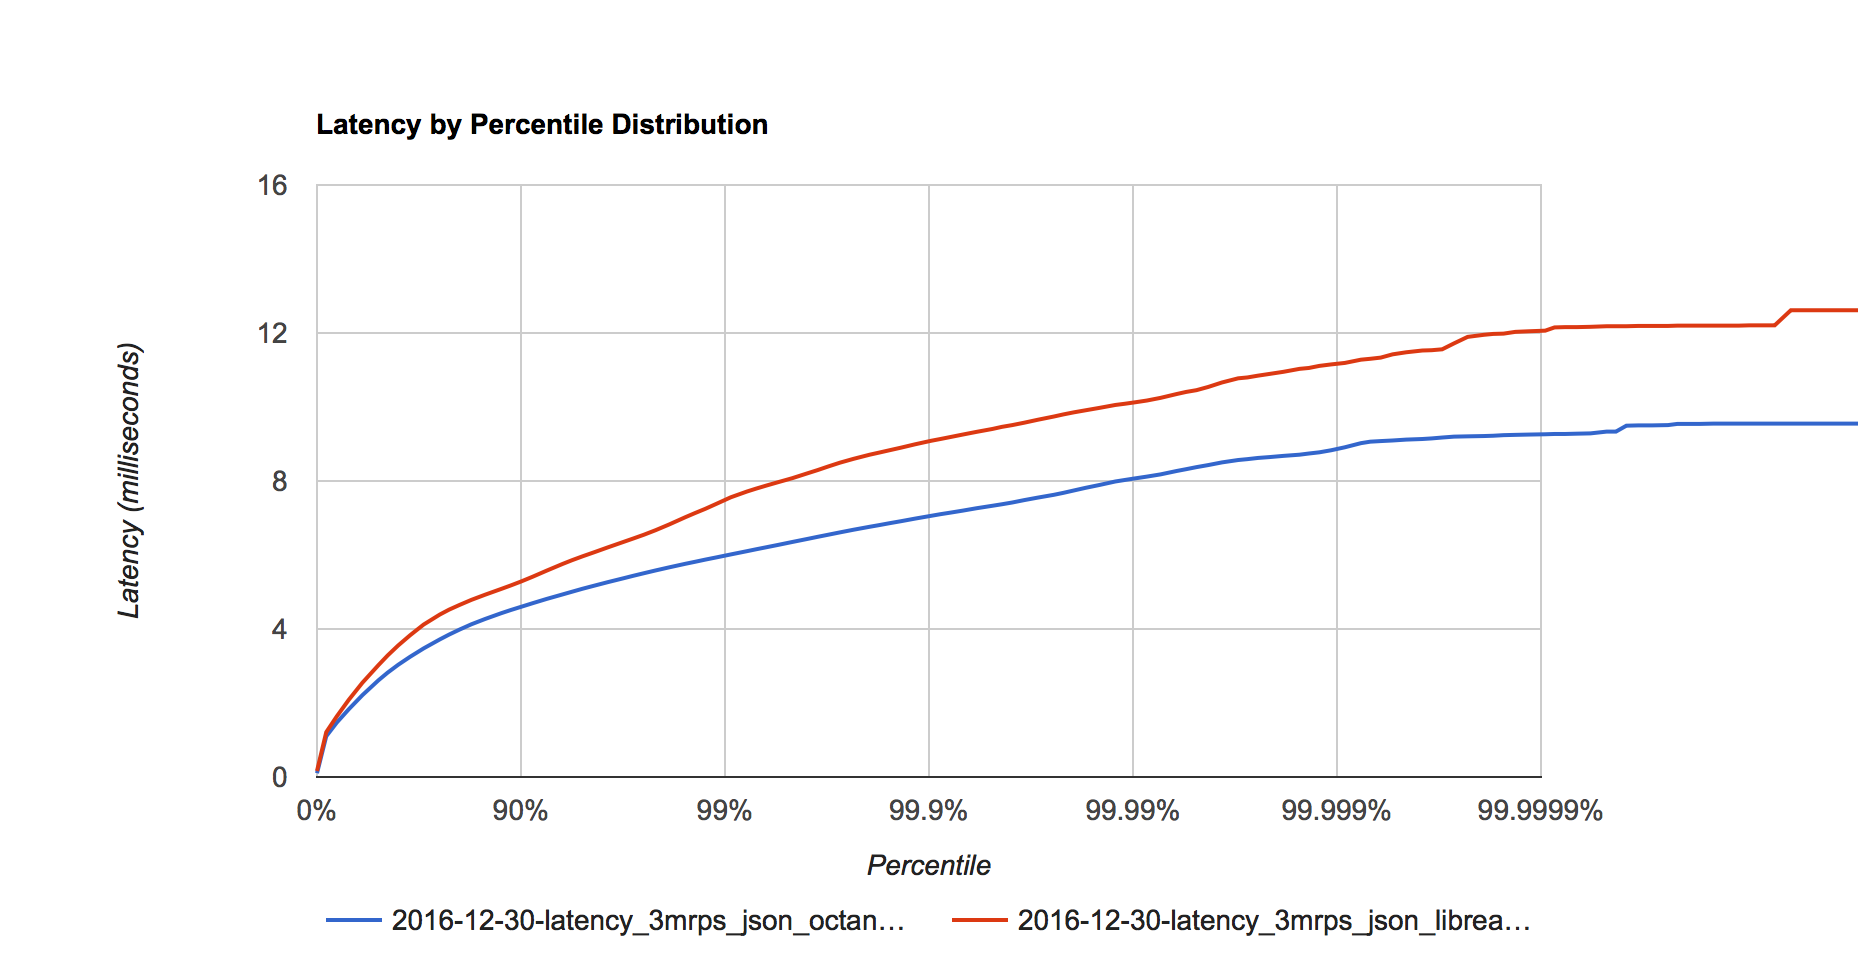 Latency by Percentile Distribution
16
12
8
4
0
Latency (milliseconds)
0% 90% 99% 99.9% 99.99% 99.999% 99.9999%
Percentile
2016-12-30-latency_3mrps_json_octan... 2016-12-30-latency_3mrps_json_librea...